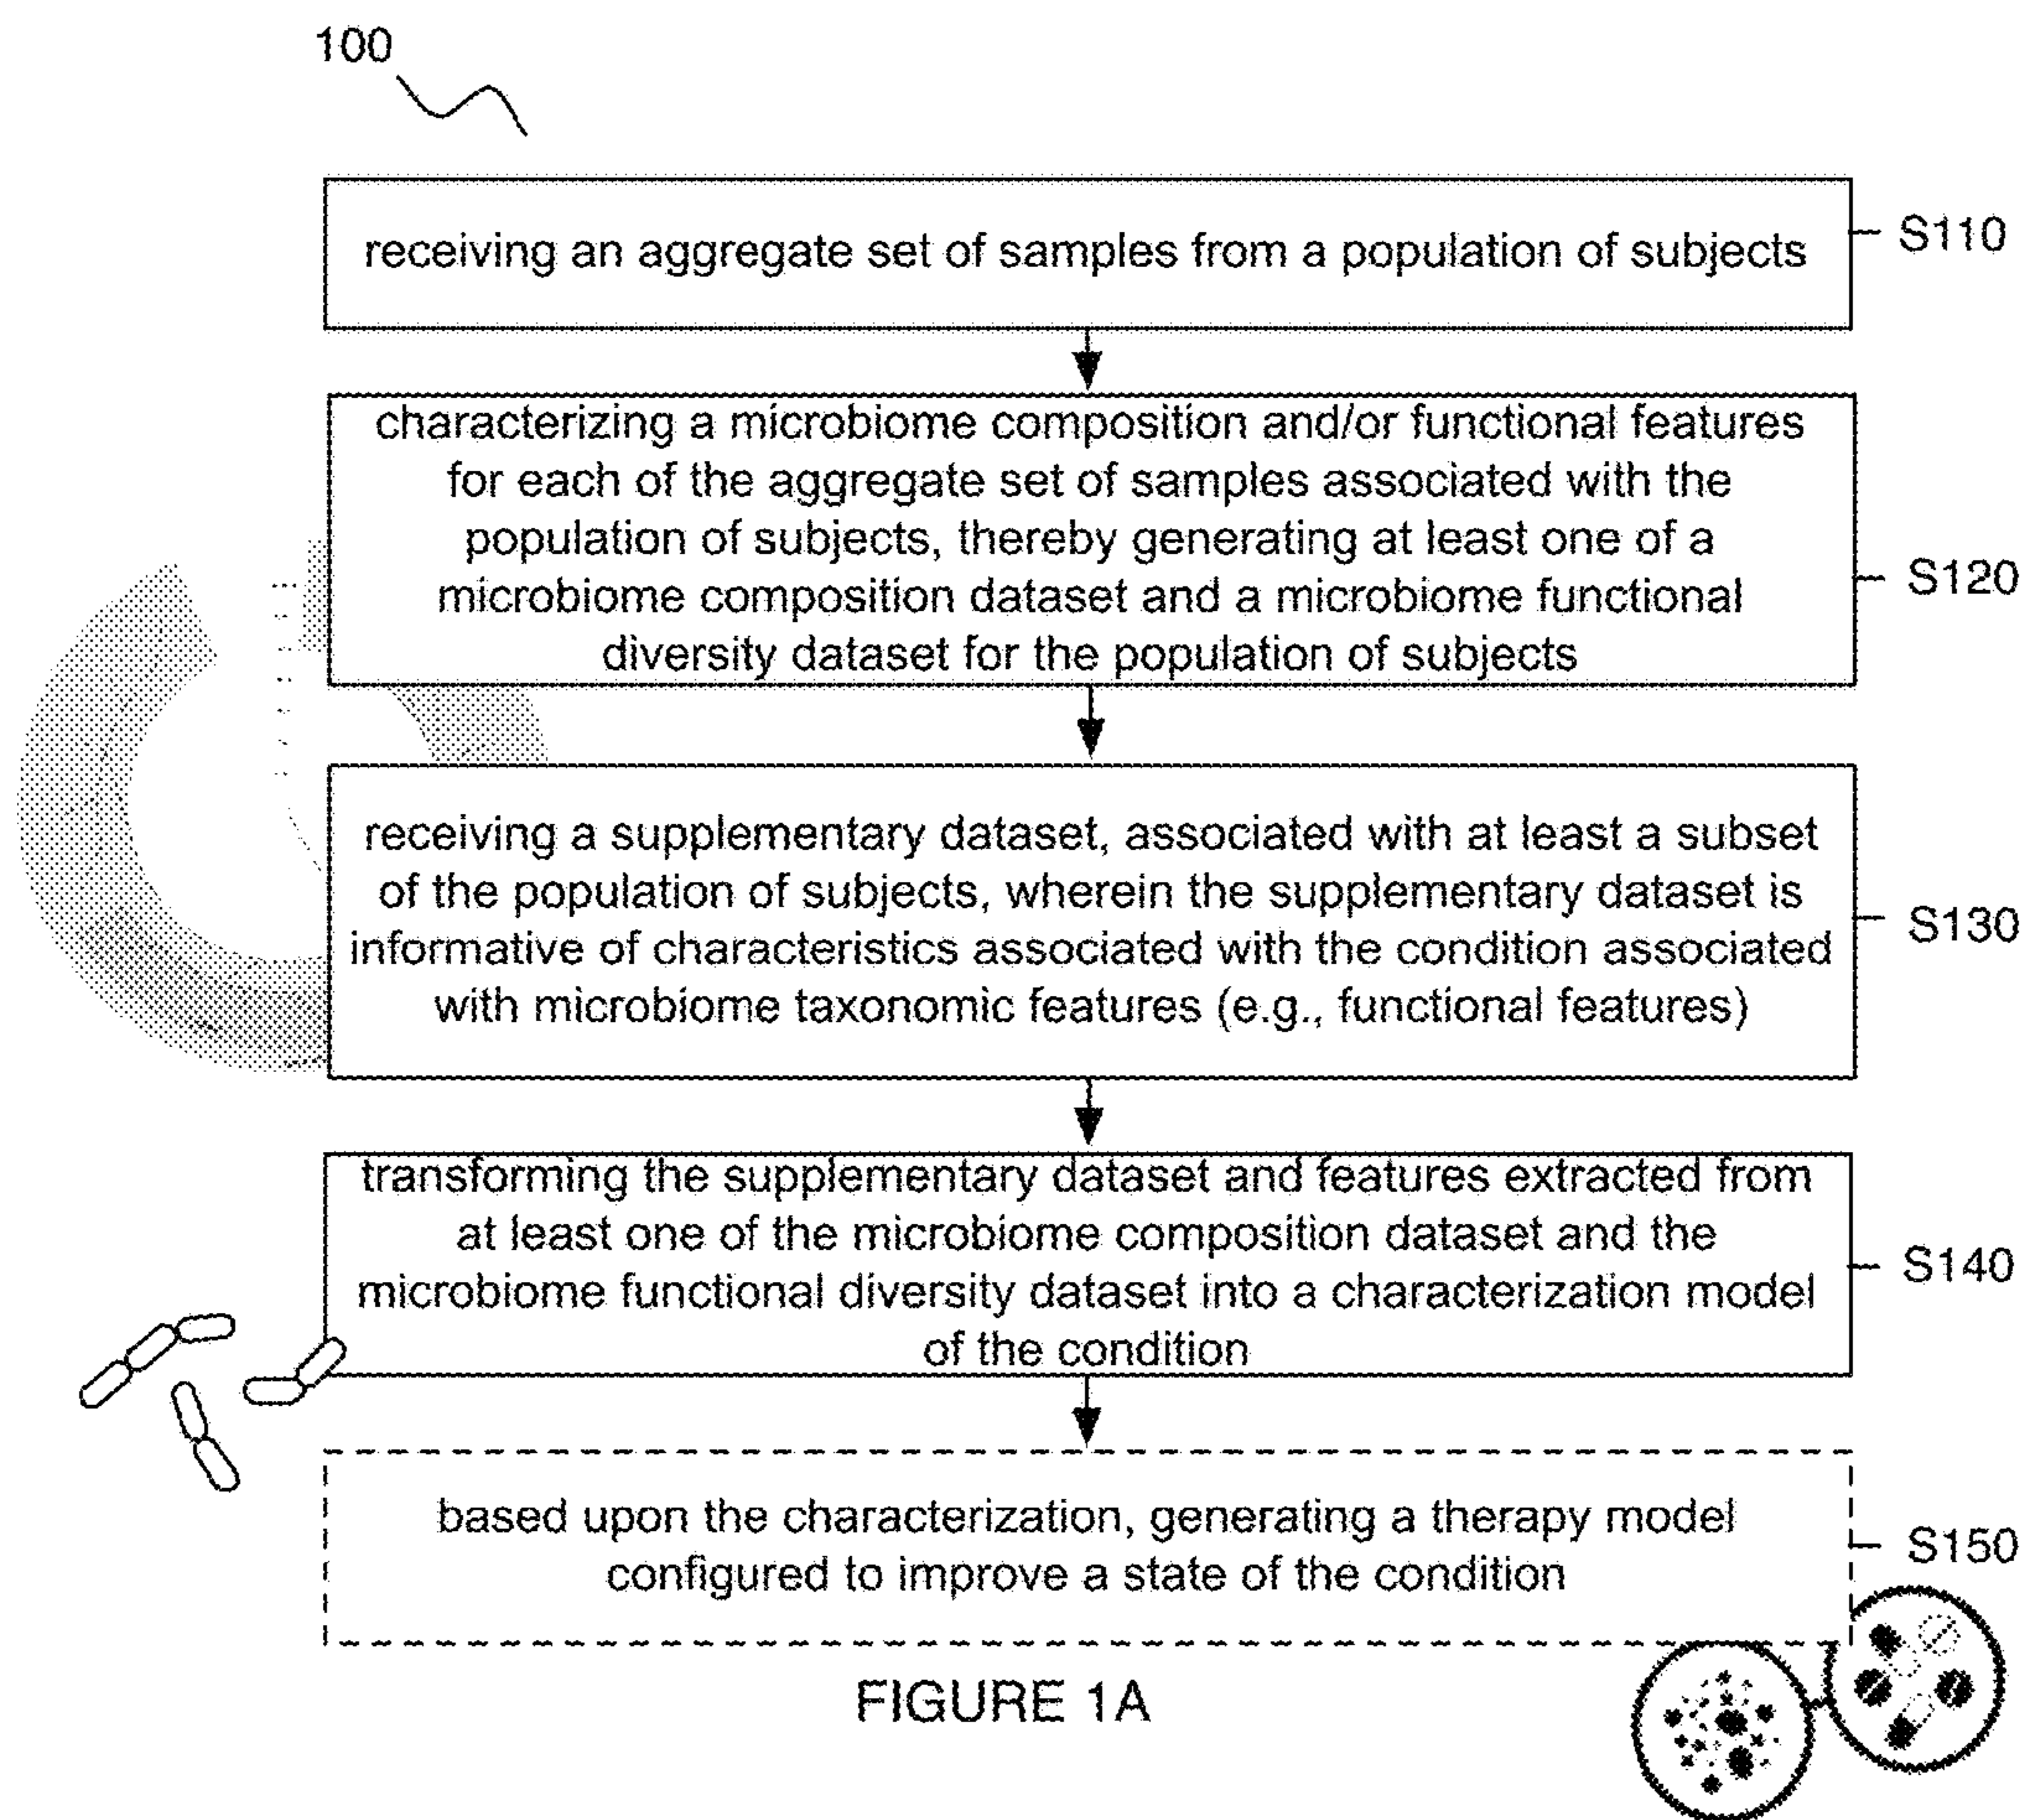 100
receiving an aggregate set of samples from a population of subjects
S110
characterizing a microbiome composition and/or functional features
for each of the aggregate set of samples associated with the
population of subjects, thereby generating at least one of a
microbiome composition dataset and a microbiome functional
diversity dataset for the population of subjects
S120
receiving a supplementary dataset, associated with at least a subset
of the population of subjects, wherein the supplementary dataset is
informative of characteristics associated with the condition associated
with microbiome taxonomic features (e.g., functional features)
S130
transforming the supplementary dataset and features extracted from
at least one of the microbiome composition dataset and the
microbiome functional diversity dataset into a characterization model
of the condition
S140
based upon the characterization, generating a therapy model
configured to improve a state of the condition
S150
FIGURE 1A